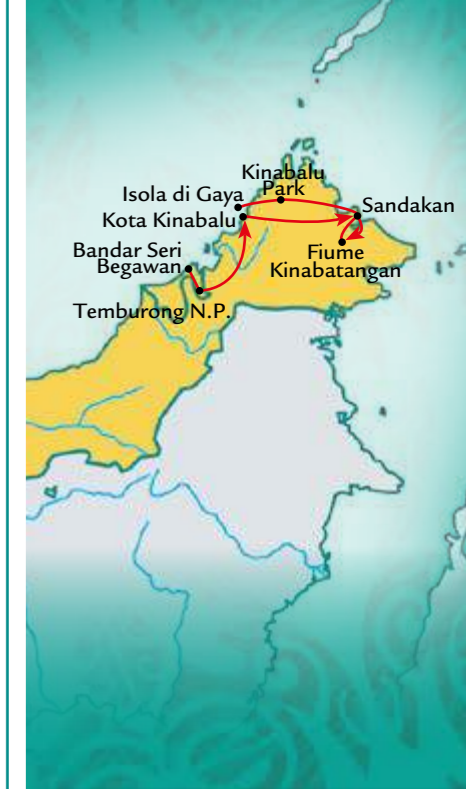 Kinabalu
Park
Isola di Gaya
Kota Kinabalu
Sandakan
Bandar Seri
Begawan
Fiume
Kinabatangan
Temburong N.P.